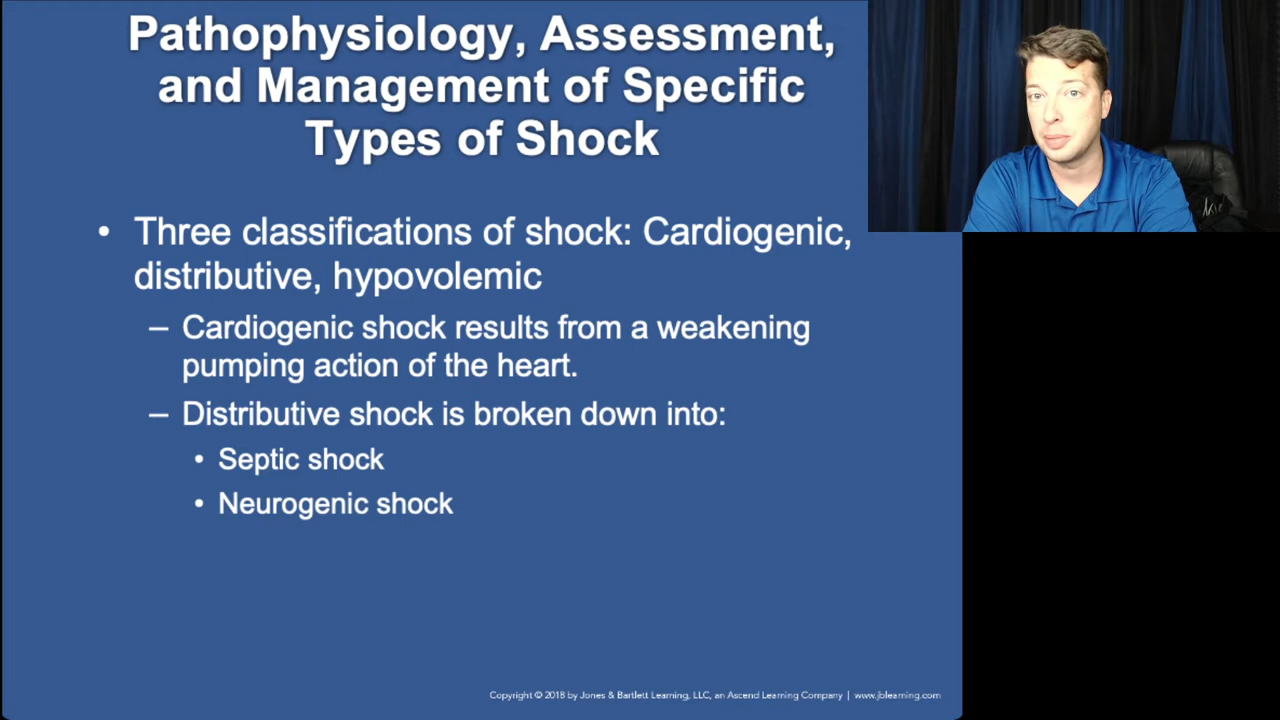 Pathophysiology, Assessment,
and Management of Specific
Types of Shock
• Three classifications of shock: Cardiogenic,
distributive, hypovolemic
– Cardiogenic shock results from a weakening
pumping action of the heart.
– Distributive shock is broken down into:
• Septic shock
• Neurogenic shock
Copyright © 2018 by Jones & Bartlett Learning, LLC, an Ascend Learning Company | www.jblearning.com